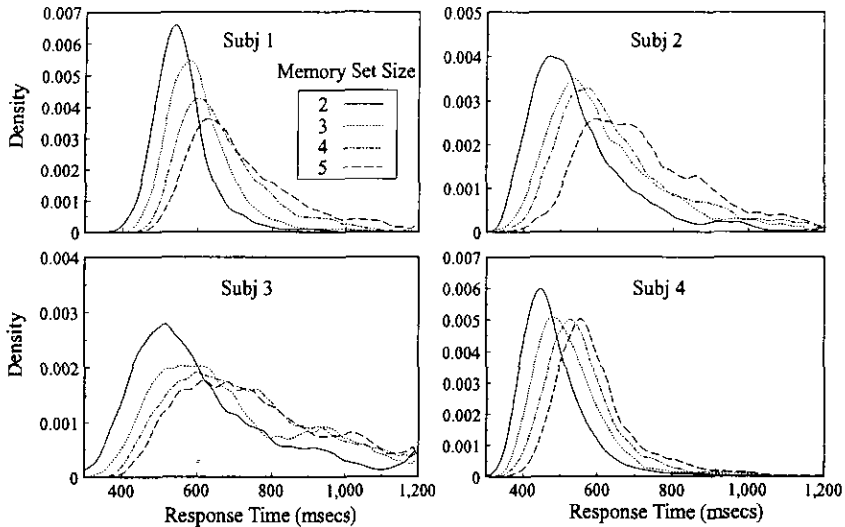 Subj 1
Density
0.007
0.006
0.005
0.004
0.003
0.002
0.001
0
Memory Set Size
2
3
4
5
Subj 2
0.005
0.004
0.003
0.002
0.001
0
Subj 3
Density
0.004
0.003
0.002
0.001
0
400 600 800 1,000 1,200
Response Time (msecs)
Subj 4
0.007
0.006
0.005
0.004
0.003
0.002
0.001
0
400 600 800 1,000 1,200
Response Time (msecs)